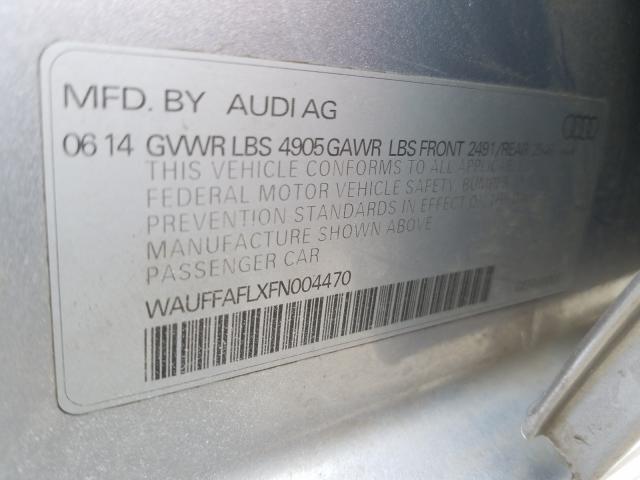 MFD. BY AUDI AG
06 14 GVWR LBS 4905 GAWR LBS FRONT 2491/REAR
THIS VEHICLE CONFORMS TO ALL APPLICABLE
FEDERAL MOTOR VEHICLE SAFETY, BUMPER
PREVENTION STANDARDS IN EFFECT ON
MANUFACTURE SHOWN ABOVE
PASSENGER CAR
WAUFFAFLXFN004470